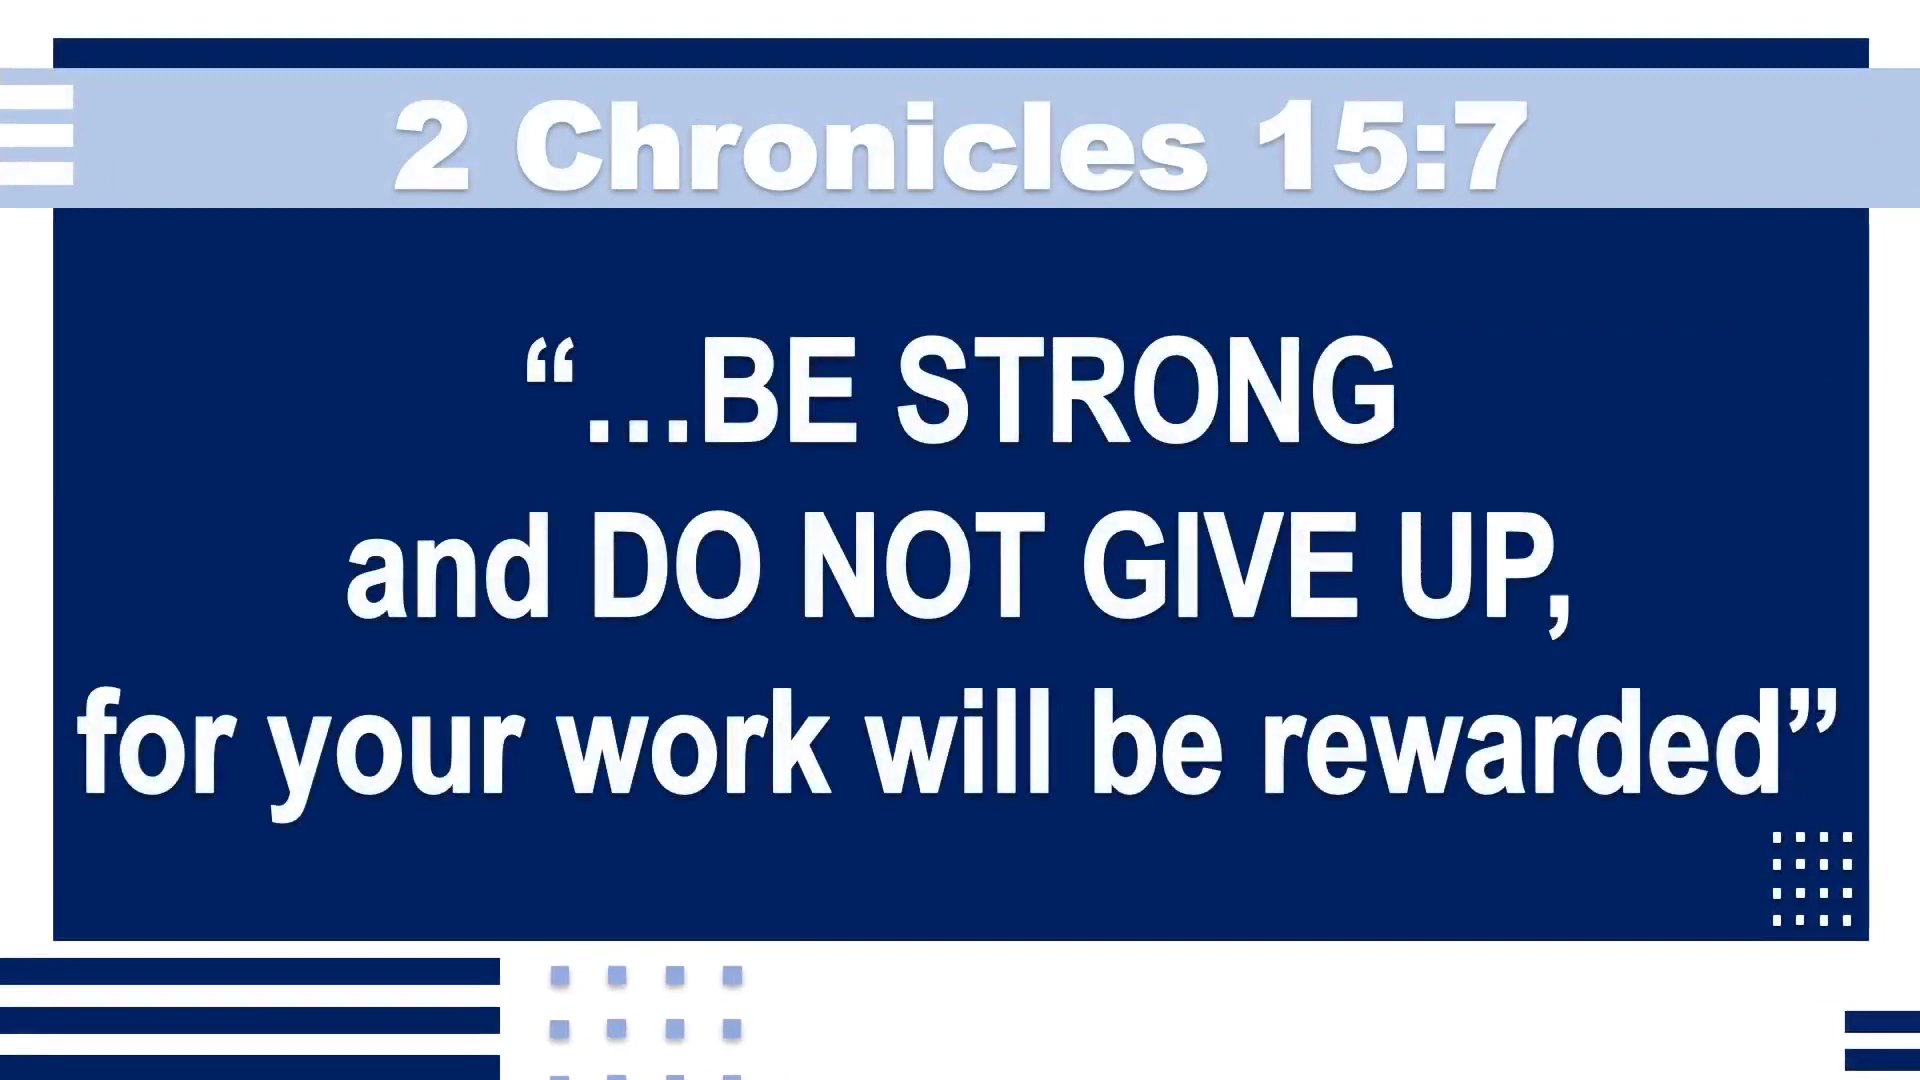 2 Chronicles 15:7
“...BE STRONG
and DO NOT GIVE UP,
for your work will be rewarded”